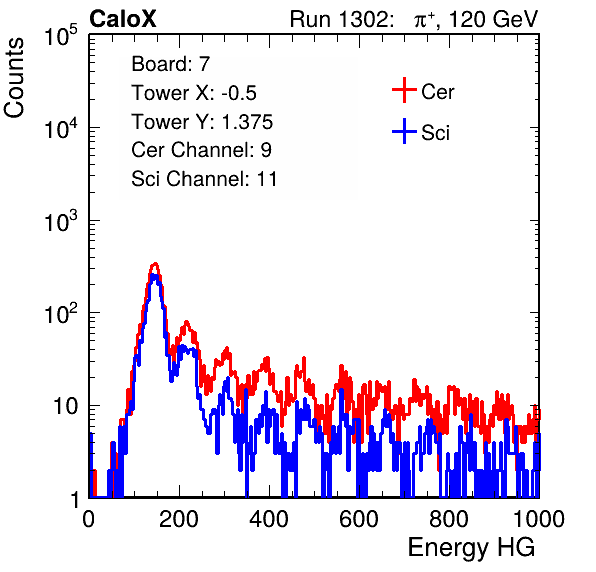 CaloX Run 1302: π⁺, 120 GeV
Counts
10⁵
10⁴
10³
10²
10
1
Board: 7
Tower X: -0.5
Tower Y: 1.375
Cer Channel: 9
Sci Channel: 11
Cer
Sci
0 200 400 600 800 1000
Energy HG